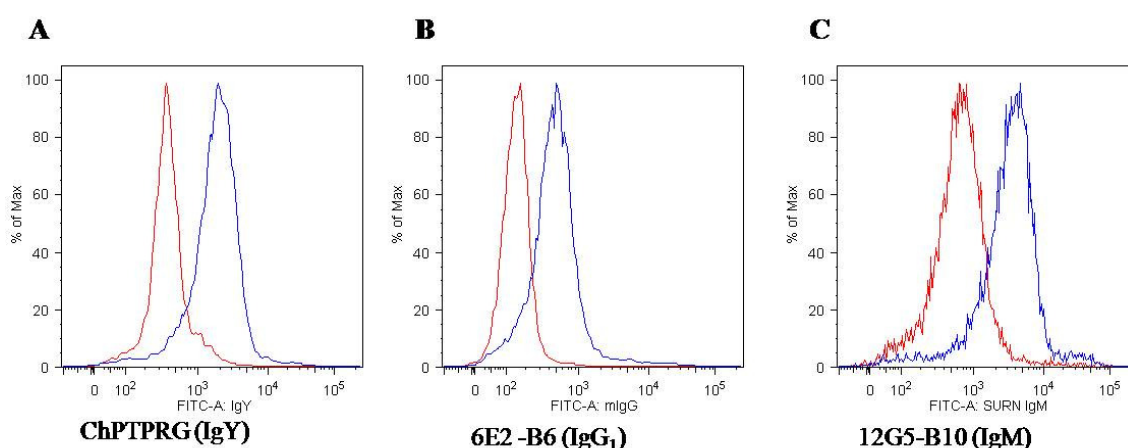 A
B
C
100
80
60
40
20
0
% of Max
0 10² 10³ 10⁴ 10⁵
FITC-A: IgY
ChPTPRG (IgY)
100
80
60
40
20
0
% of Max
0 10² 10³ 10⁴ 10⁵
FITC-A: mIgG
6E2 -B6 (IgG₁)
100
80
60
40
20
0
% of Max
0 10² 10³ 10⁴ 10⁵
FITC-A: SURN IgM
12G5-B10 (IgM)